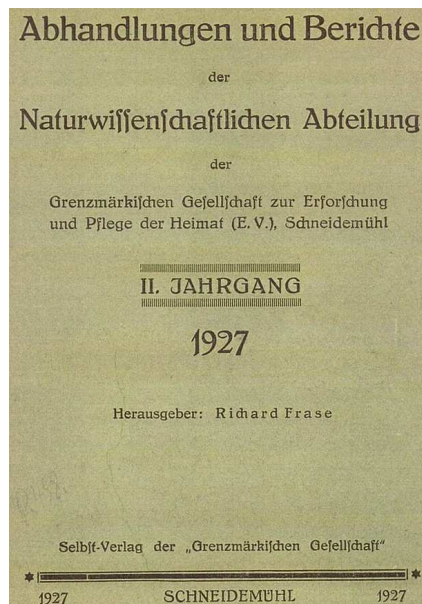 Abhandlungen und Berichte
der
Naturwiſſenſchaftlichen Abteilung
der
Grenzmärkiſchen Geſellſchaft zur Erforſchung
und Pflege der Heimat (E. V.), Schneidemühl
II. JAHRGANG
1927
Herausgeber: Richard Frase
Selbſt-Verlag der „Grenzmärkiſchen Geſellſchaft“
1927 SCHNEIDEMÜHL 1927